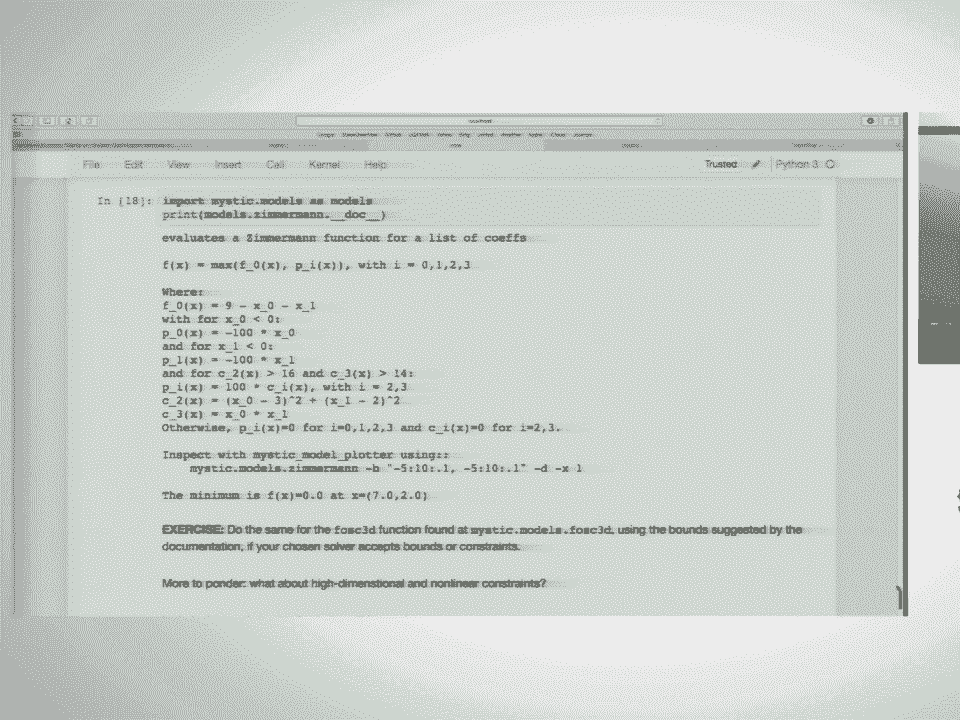 File Edit View Insert Cell Kernel Help Trusted Python 3
In [18]: import mystic.models as models
print(models.zimmermann.__doc__)
evaluates a Zimmermann function for a list of coeffs
f(x) = max(f_0(x), p_i(x)), with i = 0,1,2,3
Where:
f_0(x) = 9 - x_0 - x_1
with for x_0 < 0:
p_0(x) = -100 * x_0
and for x_1 < 0:
p_1(x) = -100 * x_1
and for c_2(x) > 16 and c_3(x) > 14:
p_i(x) = 100 * c_i(x), with i = 2,3
c_2(x) = (x_0 - 3)^2 + (x_1 - 2)^2
c_3(x) = x_0 * x_1
Otherwise, p_i(x)=0 for i=0,1,2,3 and c_i(x)=0 for i=2,3.
Inspect with mystic_model_plotter using::
mystic.models.zimmermann -b "-5:10:.1, -5:10:.1" -d -x 1
The minimum is f(x)=0.0 at x=(7.0,2.0)
EXERCISE: Do the same for the fosc3d function found at mystic.models.fosc3d, using the bounds suggested by the
documentation, if your chosen solver accepts bounds or constraints.
More to ponder: what about high-dimenstional and nonlinear constraints?